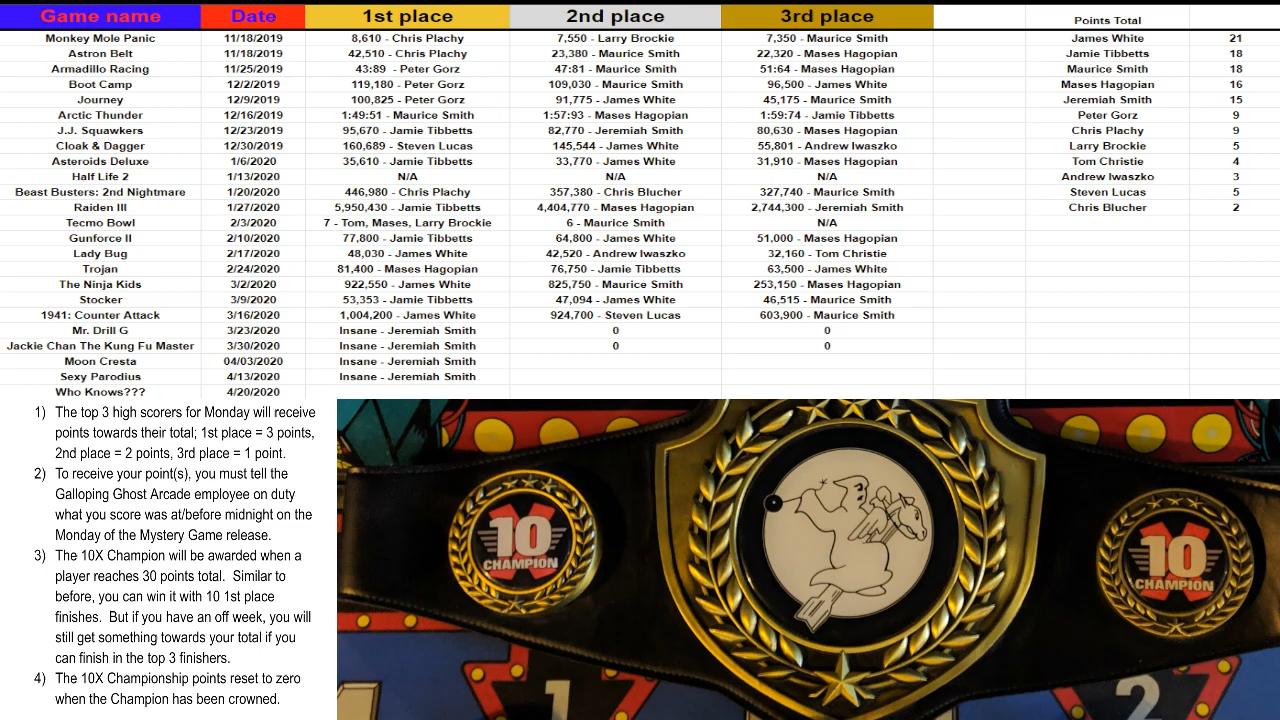 Game name Date 1st place 2nd place 3rd place Points Total
Monkey Mole Panic 11/18/2019 8,610 - Chris Plachy 7,550 - Larry Brockie 7,350 - Maurice Smith James White 21
Astron Belt 11/18/2019 42,510 - Chris Plachy 23,380 - Maurice Smith 22,320 - Mases Hagopian Jamie Tibbetts 18
Armadillo Racing 11/25/2019 43:89 - Peter Gorz 47:81 - Maurice Smith 51:64 - Mases Hagopian Maurice Smith 18
Boot Camp 12/2/2019 119,180 - Peter Gorz 109,030 - Maurice Smith 96,500 - James White Mases Hagopian 16
Journey 12/9/2019 100,825 - Peter Gorz 91,775 - James White 45,175 - Maurice Smith Jeremiah Smith 15
Arctic Thunder 12/16/2019 1:49:51 - Maurice Smith 1:57:93 - Mases Hagopian 1:59:74 - Jamie Tibbetts Peter Gorz 9
J.J. Squawkers 12/23/2019 95,670 - Jamie Tibbetts 82,770 - Jeremiah Smith 80,630 - Mases Hagopian Chris Plachy 9
Cloak & Dagger 12/30/2019 160,689 - Steven Lucas 145,544 - James White 55,801 - Andrew Iwaszko Larry Brockie 5
Asteroids Deluxe 1/6/2020 35,610 - Jamie Tibbetts 33,770 - James White 31,910 - Mases Hagopian Tom Christie 4
Half Life 2 1/13/2020 N/A N/A N/A Andrew Iwaszko 3
Beast Busters: 2nd Nightmare 1/20/2020 446,980 - Chris Plachy 357,380 - Chris Blucher 327,740 - Maurice Smith Steven Lucas 5
Raiden III 1/27/2020 5,950,430 - Jamie Tibbetts 4,404,770 - Mases Hagopian 2,744,300 - Jeremiah Smith Chris Blucher 2
Tecmo Bowl 2/3/2020 7 - Tom, Mases, Larry Brockie 6 - Maurice Smith N/A
Gunforce II 2/10/2020 77,800 - Jamie Tibbetts 64,800 - James White 51,000 - Mases Hagopian
Lady Bug 2/17/2020 48,030 - James White 42,520 - Andrew Iwaszko 32,160 - Tom Christie
Trojan 2/24/2020 81,400 - Mases Hagopian 76,750 - Jamie Tibbetts 63,500 - James White
The Ninja Kids 3/2/2020 922,550 - James White 825,750 - Maurice Smith 253,150 - Mases Hagopian
Stocker 3/9/2020 53,353 - Jamie Tibbetts 47,094 - James White 46,515 - Maurice Smith
1941: Counter Attack 3/16/2020 1,004,200 - James White 924,700 - Steven Lucas 603,900 - Maurice Smith
Mr. Drill G 3/23/2020 Insane - Jeremiah Smith 0 0
Jackie Chan The Kung Fu Master 3/30/2020 Insane - Jeremiah Smith 0 0
Moon Cresta 04/03/2020 Insane - Jeremiah Smith
Sexy Parodius 4/13/2020 Insane - Jeremiah Smith
Who Knows??? 4/20/2020
1) The top 3 high scorers for Monday will receive
points towards their total; 1st place = 3 points,
2nd place = 2 points, 3rd place = 1 point.
2) To receive your point(s), you must tell the
Galloping Ghost Arcade employee on duty
what you score was at/before midnight on the
Monday of the Mystery Game release.
3) The 10X Champion will be awarded when a
player reaches 30 points total. Similar to
before, you can win it with 10 1st place
finishes. But if you have an off week, you will
still get something towards your total if you
can finish in the top 3 finishers.
4) The 10X Championship points reset to zero
when the Champion has been crowned.
X
10
CHAMPION
X
10
CHAMPION
1
2